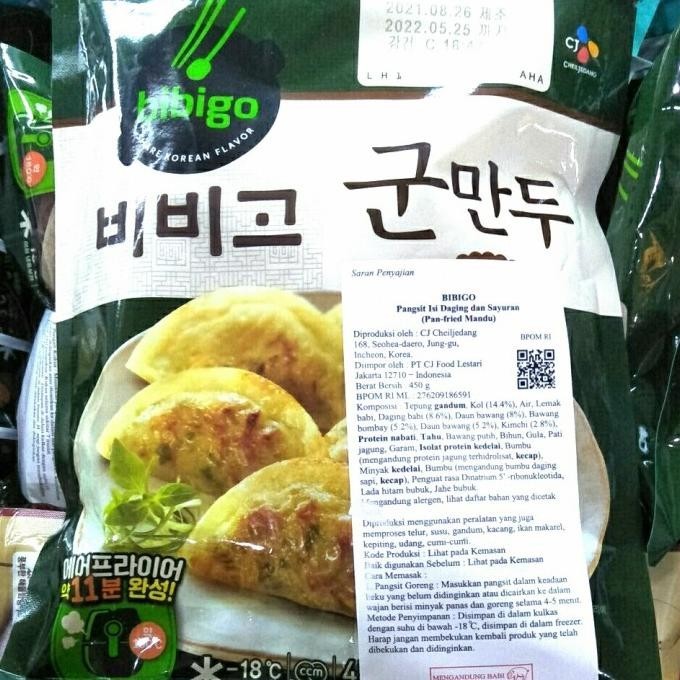 2021.08.26 제조
2022.05.25 까지
LH1 AHA
CJ
CHEILJEDANG
bibigo
KOREAN FLAVOR
비비고 군만두
Saran Penyajian
BIBIGO
Pangsit Isi Daging dan Sayuran
(Pan-fried Mandu)
Diproduksi oleh : CJ Cheiljedang
168, Seohea-daero, Jung-gu,
Incheon, Korea.
BPOM RI
Diimpor oleh : PT CJ Food Lestari
Jakarta 12710 – Indonesia
Berat Bersih 450 g
BPOM RI ML 276209186591
Komposisi : Tepung gandum, Kol (14.4%), Air, Lemak
babi, Daging babi (8.6%), Daun bawang (8%), Bawang
bombay (5.2%), Daun bawang (5.2%), Kimchi (2.8%),
Protein nabati, Tahu, Bawang putih, Bihun, Gula, Pati
jagung, Garam, Isolat protein kedelai, Bumbu
(mengandung protein jagung terhidrolisat, kecap),
Minyak kedelai, Bumbu (mengandung bumbu daging
sapi, kecap), Penguat rasa Dinatrium 5'-ribonukleotida,
Lada hitam bubuk, Jahe bubuk.
Mengandung alergen, lihat daftar bahan yang dicetak
Diproduksi menggunakan peralatan yang juga
memproses telur, susu, gandum, kacang, ikan makarel,
kepiting, udang, cumi-cumi.
Kode Produksi : Lihat pada Kemasan
Baik digunakan Sebelum : Lihat pada Kemasan
Cara Memasak :
1. Pangsit Goreng : Masukkan pangsit dalam keadaan
beku yang belum didinginkan atau dicairkan ke dalam
wajan berisi minyak panas dan goreng selama 4-5 menit.
Metode Penyimpanan : Disimpan di dalam kulkas
dengan suhu di bawah -18℃, disimpan di dalam freezer.
Harap jangan membekukan kembali produk yang telah
dibekukan dan didinginkan.
MENGANDUNG BABI
에어프라이어
약11분 완성!
-18℃ ccm 4